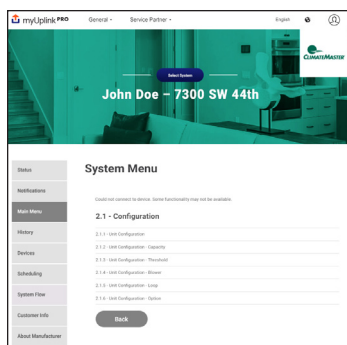 myUplink PRO
General
Service Partner
English
CLIMATEMASTER
Select System
John Doe – 7300 SW 44th
System Menu
Status
Notifications
Main Menu
History
Devices
Scheduling
System Flow
Customer Info
About Manufacturer
Could not connect to device. Some functionality may not be available.
2.1 - Configuration
2.1.1 - Unit Configuration
2.1.2 - Unit Configuration - Capacity
2.1.3 - Unit Configuration - Threshold
2.1.4 - Unit Configuration - Blower
2.1.5 - Unit Configuration - Loop
2.1.6 - Unit Configuration - Option
Back